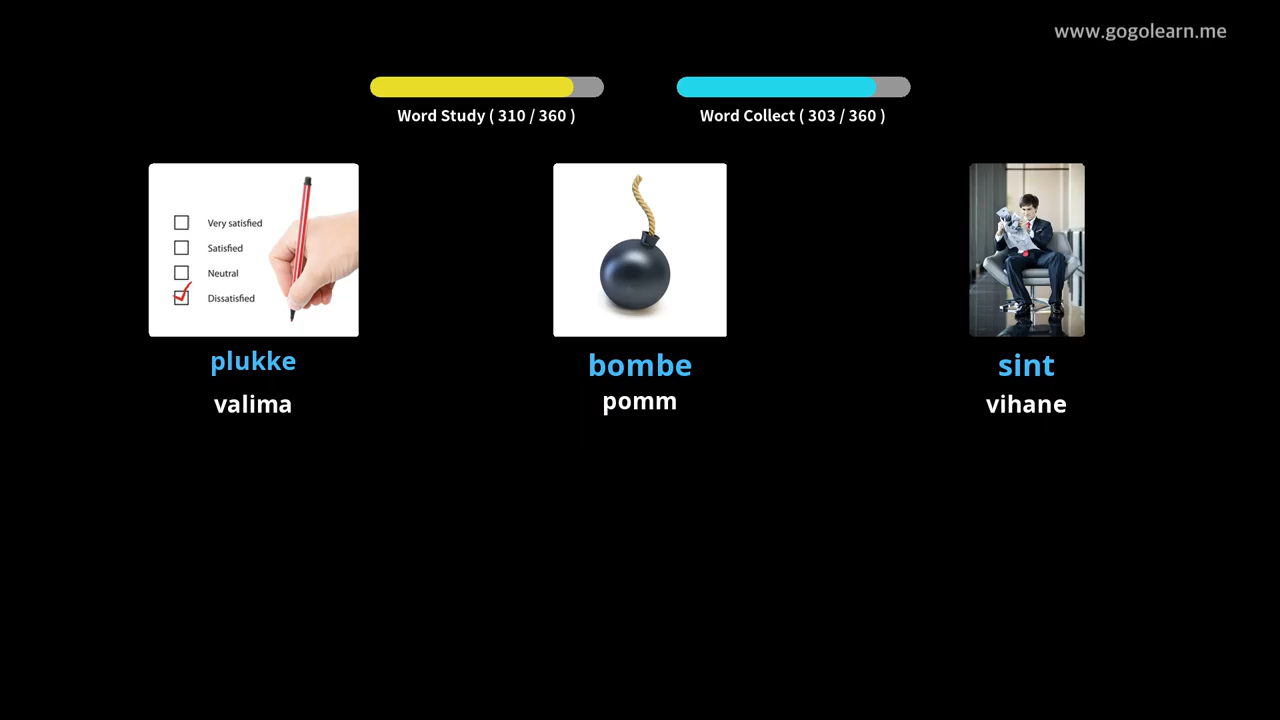 www.gogolearn.me
Word Study ( 310 / 360 )
Word Collect ( 303 / 360 )
Very satisfied
Satisfied
Neutral
Dissatisfied
plukke
valima
bombe
pomm
sint
vihane